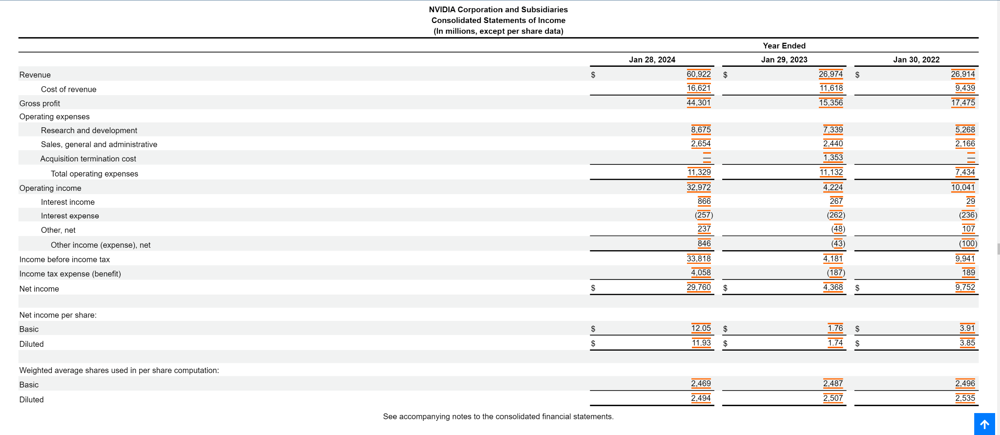 NVIDIA Corporation and Subsidiaries
Consolidated Statements of Income
(In millions, except per share data)
Year Ended
Jan 28, 2024 Jan 29, 2023 Jan 30, 2022
Revenue $ 60,922 $ 26,974 $ 26,914
Cost of revenue 16,621 11,618 9,439
Gross profit 44,301 15,356 17,475
Operating expenses
Research and development 8,675 7,339 5,268
Sales, general and administrative 2,654 2,440 2,166
Acquisition termination cost — 1,353 —
Total operating expenses 11,329 11,132 7,434
Operating income 32,972 4,224 10,041
Interest income 866 267 29
Interest expense (257) (262) (236)
Other, net 237 (48) 107
Other income (expense), net 846 (43) (100)
Income before income tax 33,818 4,181 9,941
Income tax expense (benefit) 4,058 (187) 189
Net income $ 29,760 $ 4,368 $ 9,752
Net income per share:
Basic $ 12.05 $ 1.76 $ 3.91
Diluted $ 11.93 $ 1.74 $ 3.85
Weighted average shares used in per share computation:
Basic 2,469 2,487 2,496
Diluted 2,494 2,507 2,535
See accompanying notes to the consolidated financial statements.